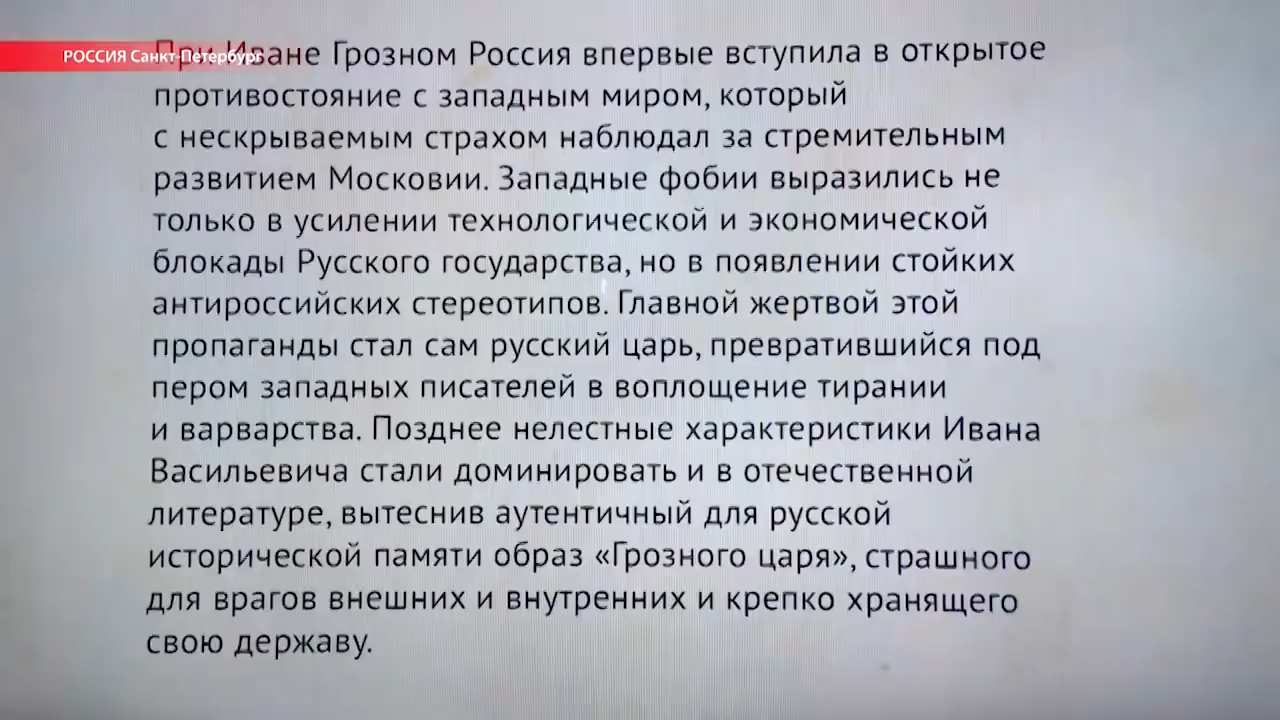 РОССИЯ Санкт-Петербург
При Иване Грозном Россия впервые вступила в открытое
противостояние с западным миром, который
с нескрываемым страхом наблюдал за стремительным
развитием Московии. Западные фобии выразились не
только в усилении технологической и экономической
блокады Русского государства, но в появлении стойких
антироссийских стереотипов. Главной жертвой этой
пропаганды стал сам русский царь, превратившийся под
пером западных писателей в воплощение тирании
и варварства. Позднее нелестные характеристики Ивана
Васильевича стали доминировать и в отечественной
литературе, вытеснив аутентичный для русской
исторической памяти образ «Грозного царя», страшного
для врагов внешних и внутренних и крепко хранящего
свою державу.